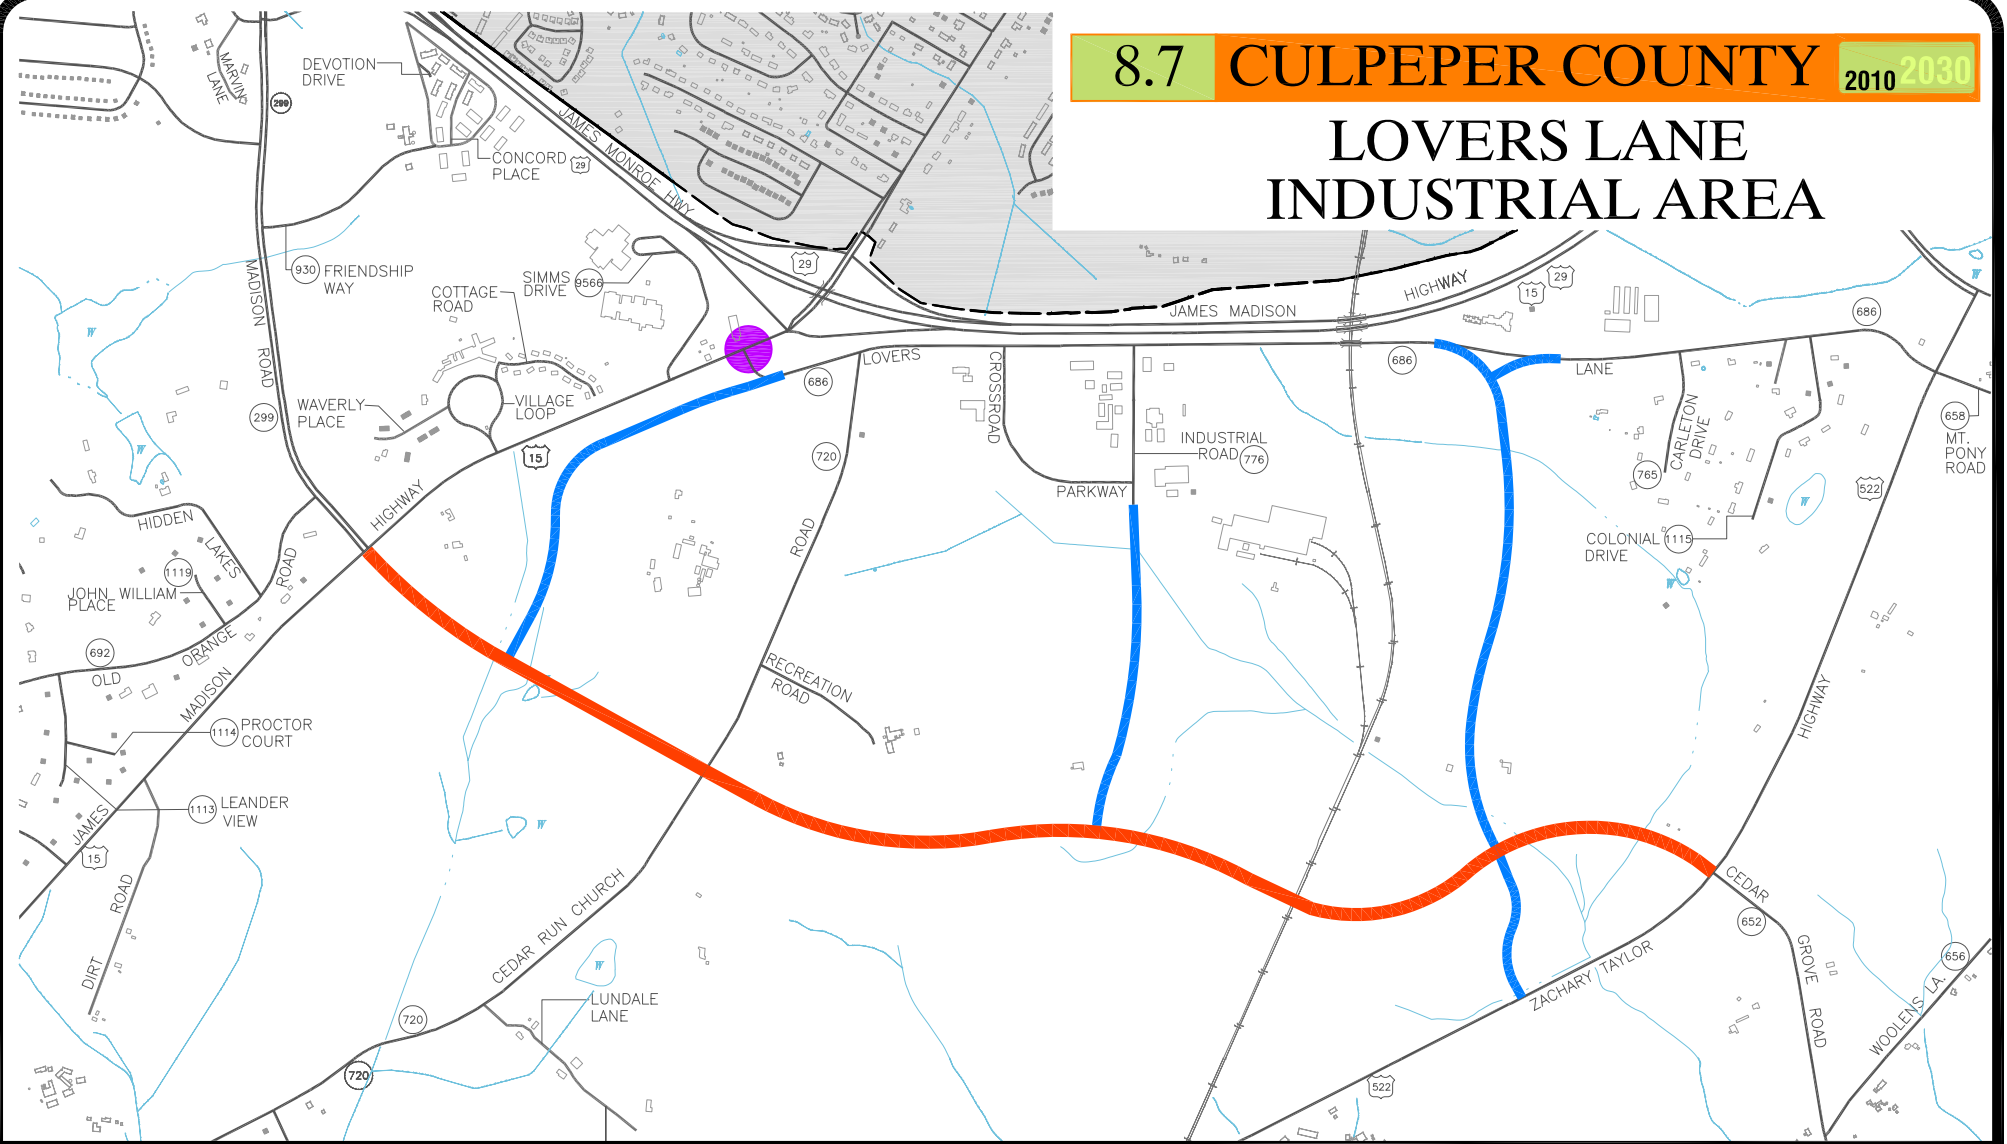 8.7 CULPEPER COUNTY 2010 2030
LOVERS LANE
INDUSTRIAL AREA
MARVIN
LANE
299
DEVOTION
DRIVE
CONCORD
PLACE
29
JAMES MONROE HWY
930 FRIENDSHIP
WAY
MADISON ROAD
SIMMS
DRIVE 9566
COTTAGE
ROAD
29
JAMES MADISON HIGHWAY
15
29
686
W
W
LOVERS
686
LANE
CROSSROAD
PARKWAY
686
720
VILLAGE
LOOP
WAVERLY
PLACE
299
15
HIGHWAY
W
INDUSTRIAL
ROAD 776
CARLETON
DRIVE
765
658
MT.
PONY
ROAD
522
W
COLONIAL 1115
DRIVE
W
HIDDEN
LAKES
1119
JOHN WILLIAM
PLACE
ROAD
ORANGE
692
OLD
MADISON
ROAD
RECREATION
ROAD
HIGHWAY
1114 PROCTOR
COURT
1113 LEANDER
VIEW
JAMES
15
W
DIRT ROAD
CEDAR RUN CHURCH
W
LUNDALE
LANE
720
720
CEDAR
652
GROVE ROAD
656
WOOLENS LA.
ZACHARY TAYLOR
522